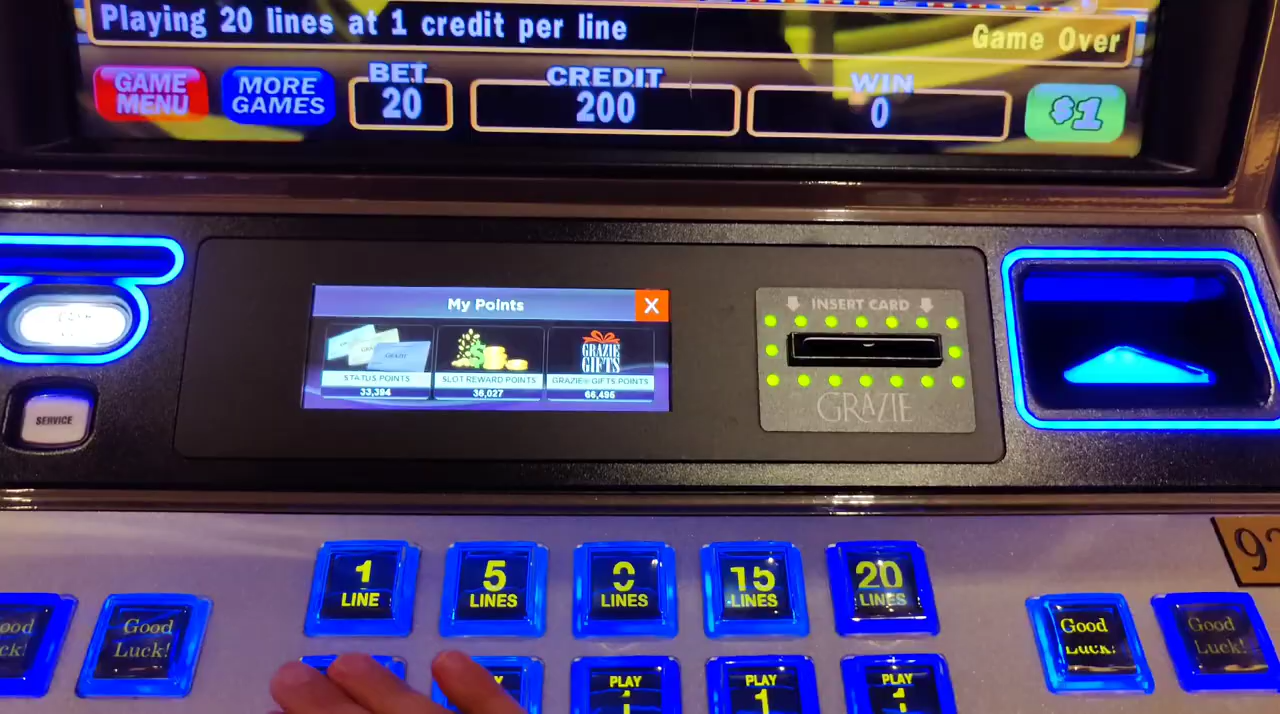 Playing 20 lines at 1 credit per line
Game Over
GAME
MENU
MORE
GAMES
BET
20
CREDIT
200
WIN
0
$1
My Points
X
INSERT CARD
GRAZIE
GRAZIE
GIFTS
STATUS POINTS
33,394
SLOT REWARD POINTS
36,027
GRAZIE® GIFTS POINTS
66,495
GRAZIE
SERVICE
1
LINE
5
LINES
0
LINES
15
LINES
20
LINES
Good
Luck!
Good
Luck!
Good
Luck!
PLAY
1
PLAY
1
PLAY
1